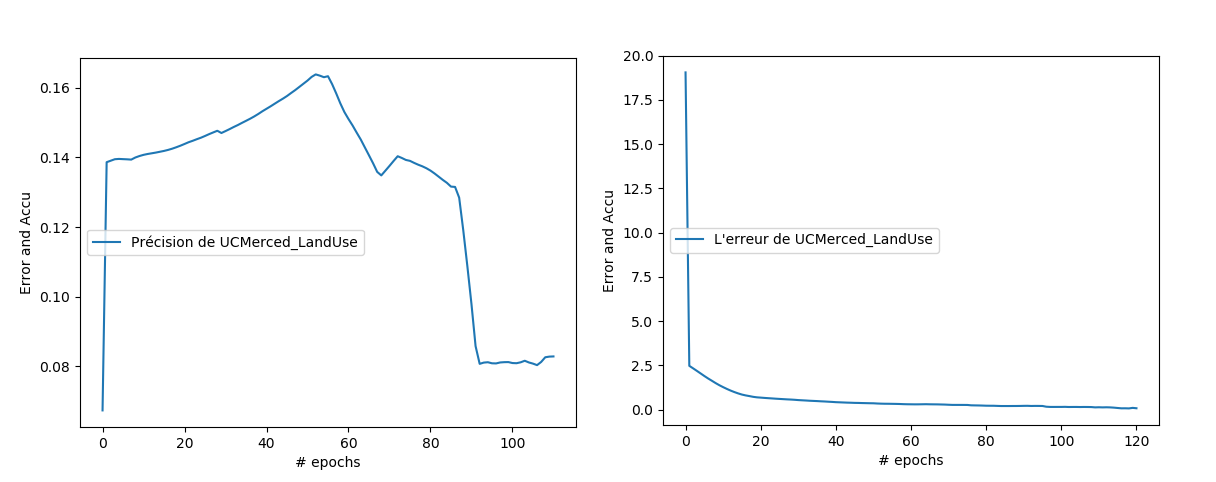 0.16
0.14
0.12
0.10
0.08
Error and Accu
Précision de UCMerced_LandUse
0 20 40 60 80 100
# epochs
20.0
17.5
15.0
12.5
10.0
7.5
5.0
2.5
0.0
Error and Accu
L'erreur de UCMerced_LandUse
0 20 40 60 80 100 120
# epochs